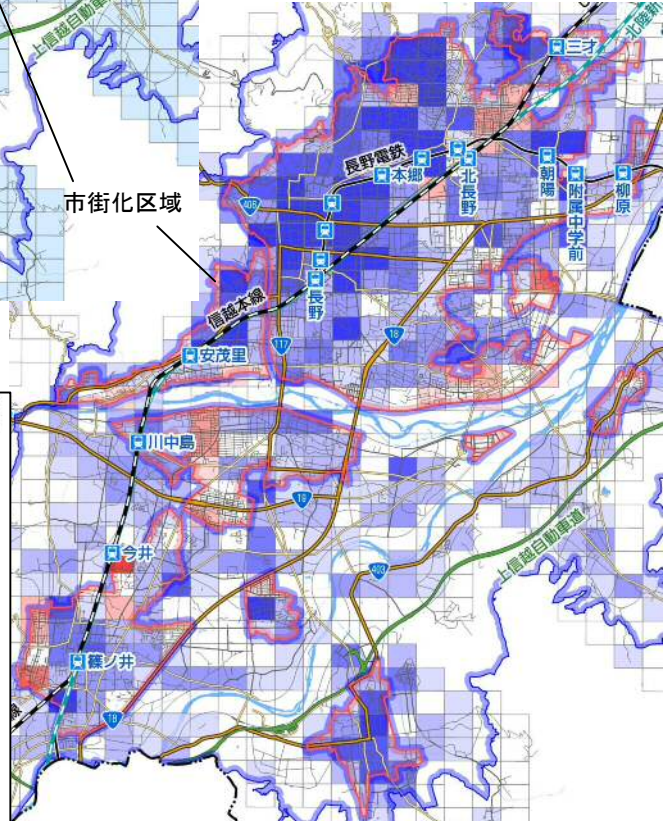 上信越自動車道
北陸新
三才
長野電鉄
本郷
北長野
朝陽
附属中学前
柳原
市街化区域
406
信越本線
長野
18
117
安茂里
川中島
19
今井
403
上信越自動車道
篠ノ井
線
18